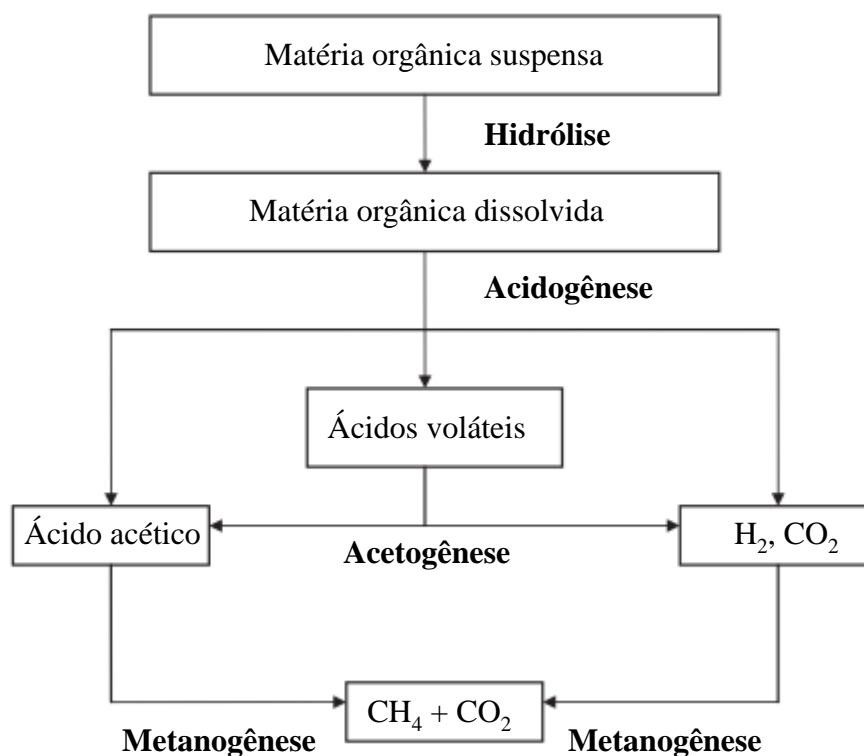 Matéria orgânica suspensa
Hidrólise
Matéria orgânica dissolvida
Acidogênese
Ácidos voláteis
Ácido acético
H₂, CO₂
Acetogênese
CH₄ + CO₂
Metanogênese
Metanogênese